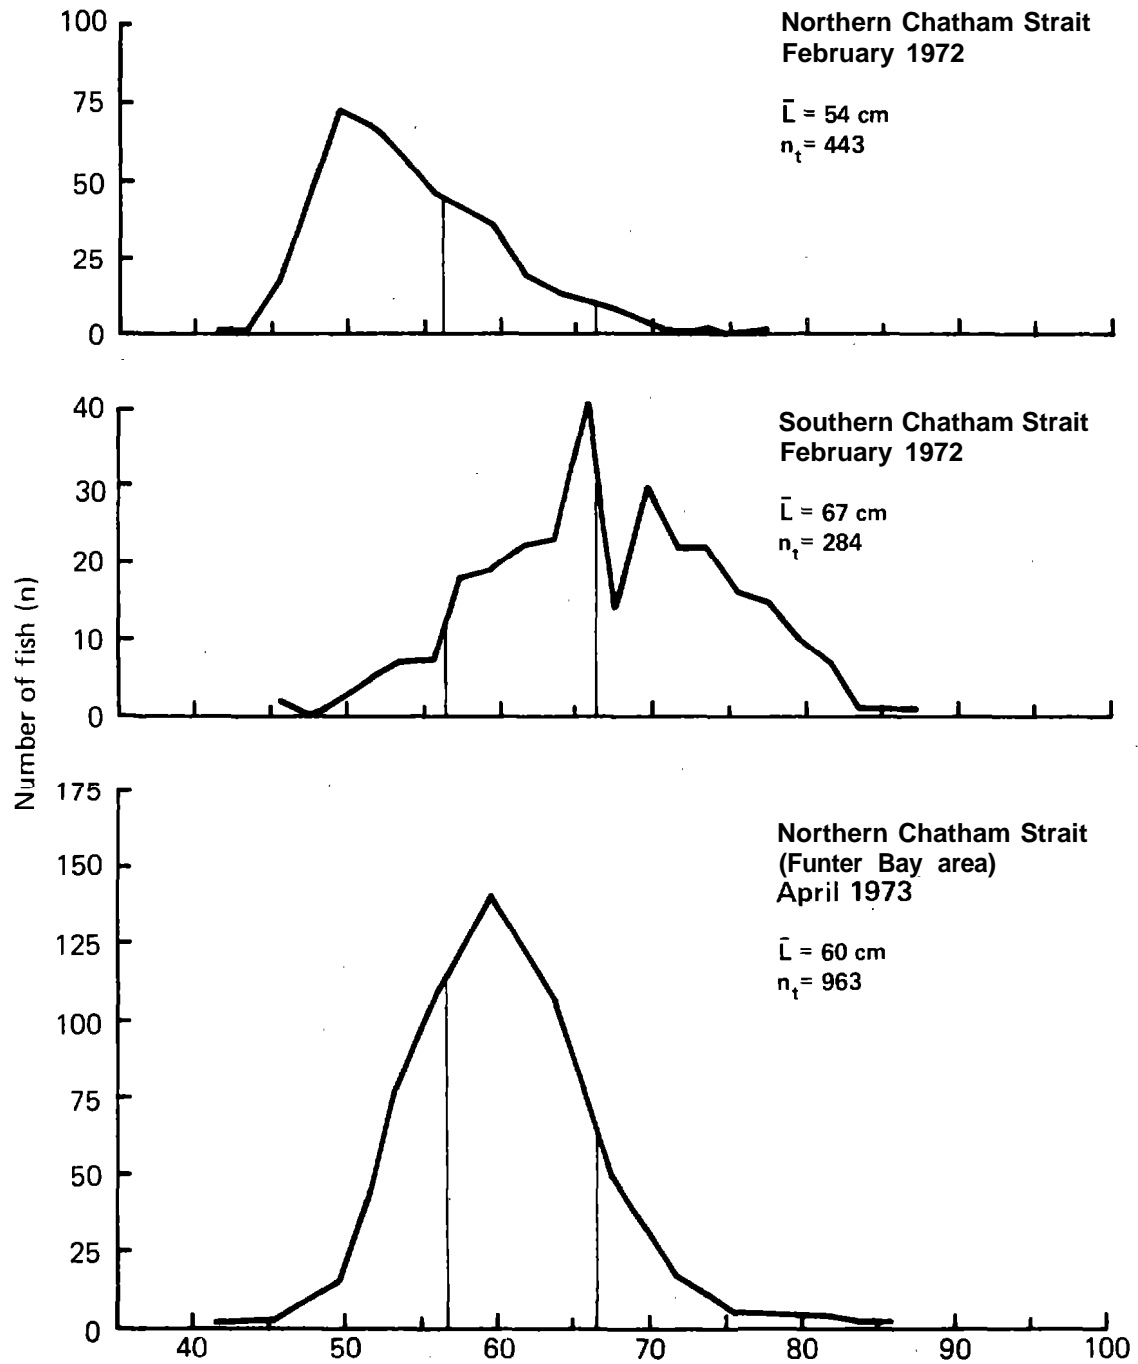 100
75
50
25
0
Northern Chatham Strait
February 1972
L̄ = 54 cm
nt= 443
40
30
20
10
0
Southern Chatham Strait
February 1972
L̄ = 67 cm
nt= 284
Number of fish (n)
175
150
125
100
75
50
25
0
Northern Chatham Strait
(Funter Bay area)
April 1973
L̄ = 60 cm
nt= 963
40 50 60 70 80 90 100